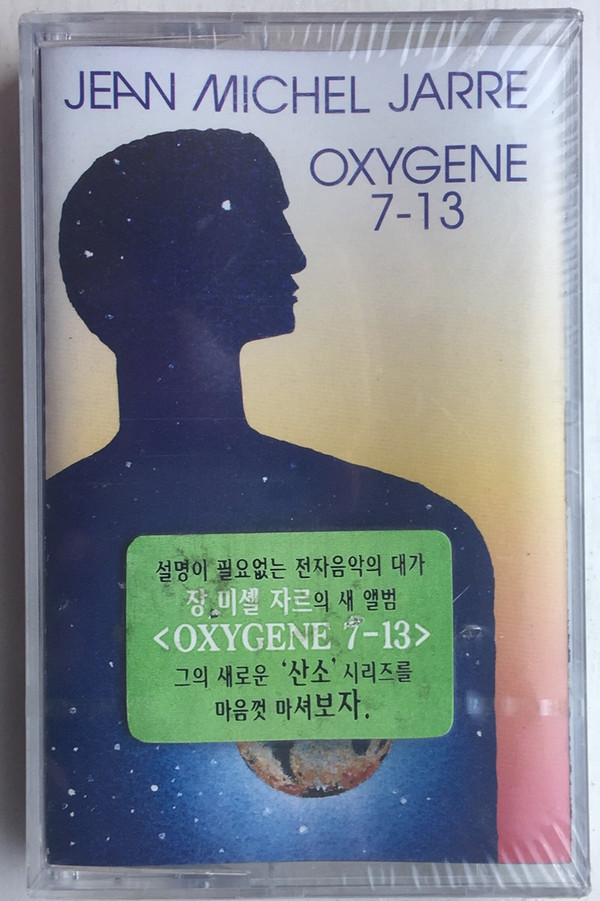 JEAN MICHEL JARRE
OXYGENE
7-13
설명이 필요없는 전자음악의 대가
장 미셸 자르의 새 앨범
<OXYGENE 7-13>
그의 새로운 '산소' 시리즈를
마음껏 마셔보자.